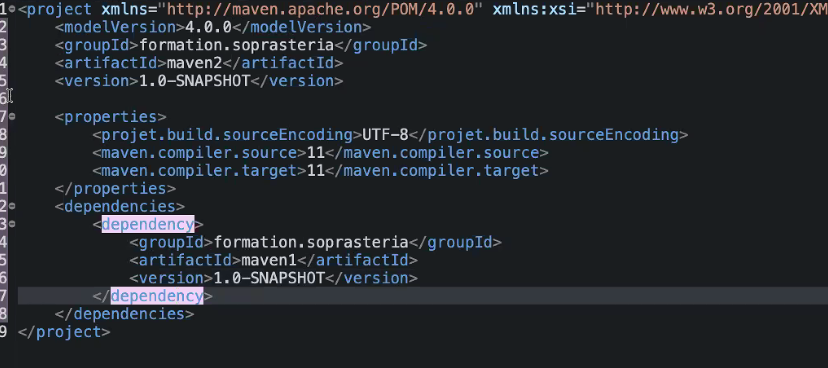 1 <project xmlns="http://maven.apache.org/POM/4.0.0" xmlns:xsi="http://www.w3.org/2001/XM
2 <modelVersion>4.0.0</modelVersion>
3 <groupId>formation.soprasteria</groupId>
4 <artifactId>maven2</artifactId>
5 <version>1.0-SNAPSHOT</version>
6
7 <properties>
8 <projet.build.sourceEncoding>UTF-8</projet.build.sourceEncoding>
9 <maven.compiler.source>11</maven.compiler.source>
0 <maven.compiler.target>11</maven.compiler.target>
1 </properties>
2 <dependencies>
3 <dependency>
4 <groupId>formation.soprasteria</groupId>
5 <artifactId>maven1</artifactId>
6 <version>1.0-SNAPSHOT</version>
7 </dependency>
8 </dependencies>
9 </project>